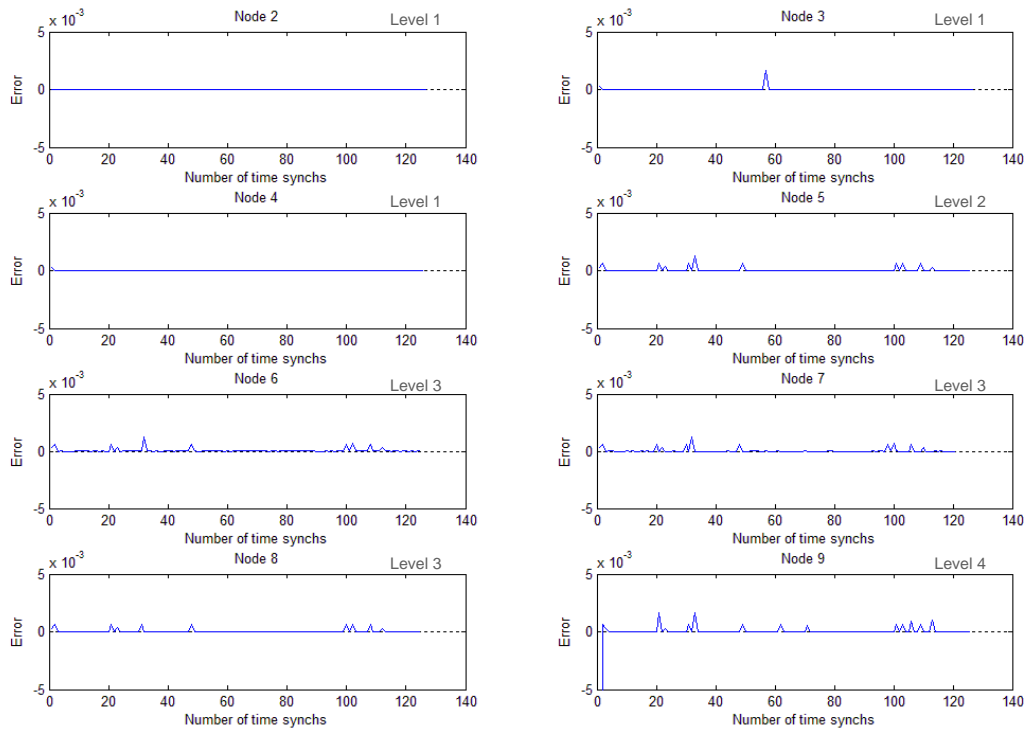 Node 2 Level 1
x 10-3
5
0
-5
Error
0 20 40 60 80 100 120 140
Number of time synchs
Node 3 Level 1
x 10-3
5
0
-5
Error
0 20 40 60 80 100 120 140
Number of time synchs
Node 4 Level 1
x 10-3
5
0
-5
Error
0 20 40 60 80 100 120 140
Number of time synchs
Node 5 Level 2
x 10-3
5
0
-5
Error
0 20 40 60 80 100 120 140
Number of time synchs
Node 6 Level 3
x 10-3
5
0
-5
Error
0 20 40 60 80 100 120 140
Number of time synchs
Node 7 Level 3
x 10-3
5
0
-5
Error
0 20 40 60 80 100 120 140
Number of time synchs
Node 8 Level 3
x 10-3
5
0
-5
Error
0 20 40 60 80 100 120 140
Number of time synchs
Node 9 Level 4
x 10-3
5
0
-5
Error
0 20 40 60 80 100 120 140
Number of time synchs